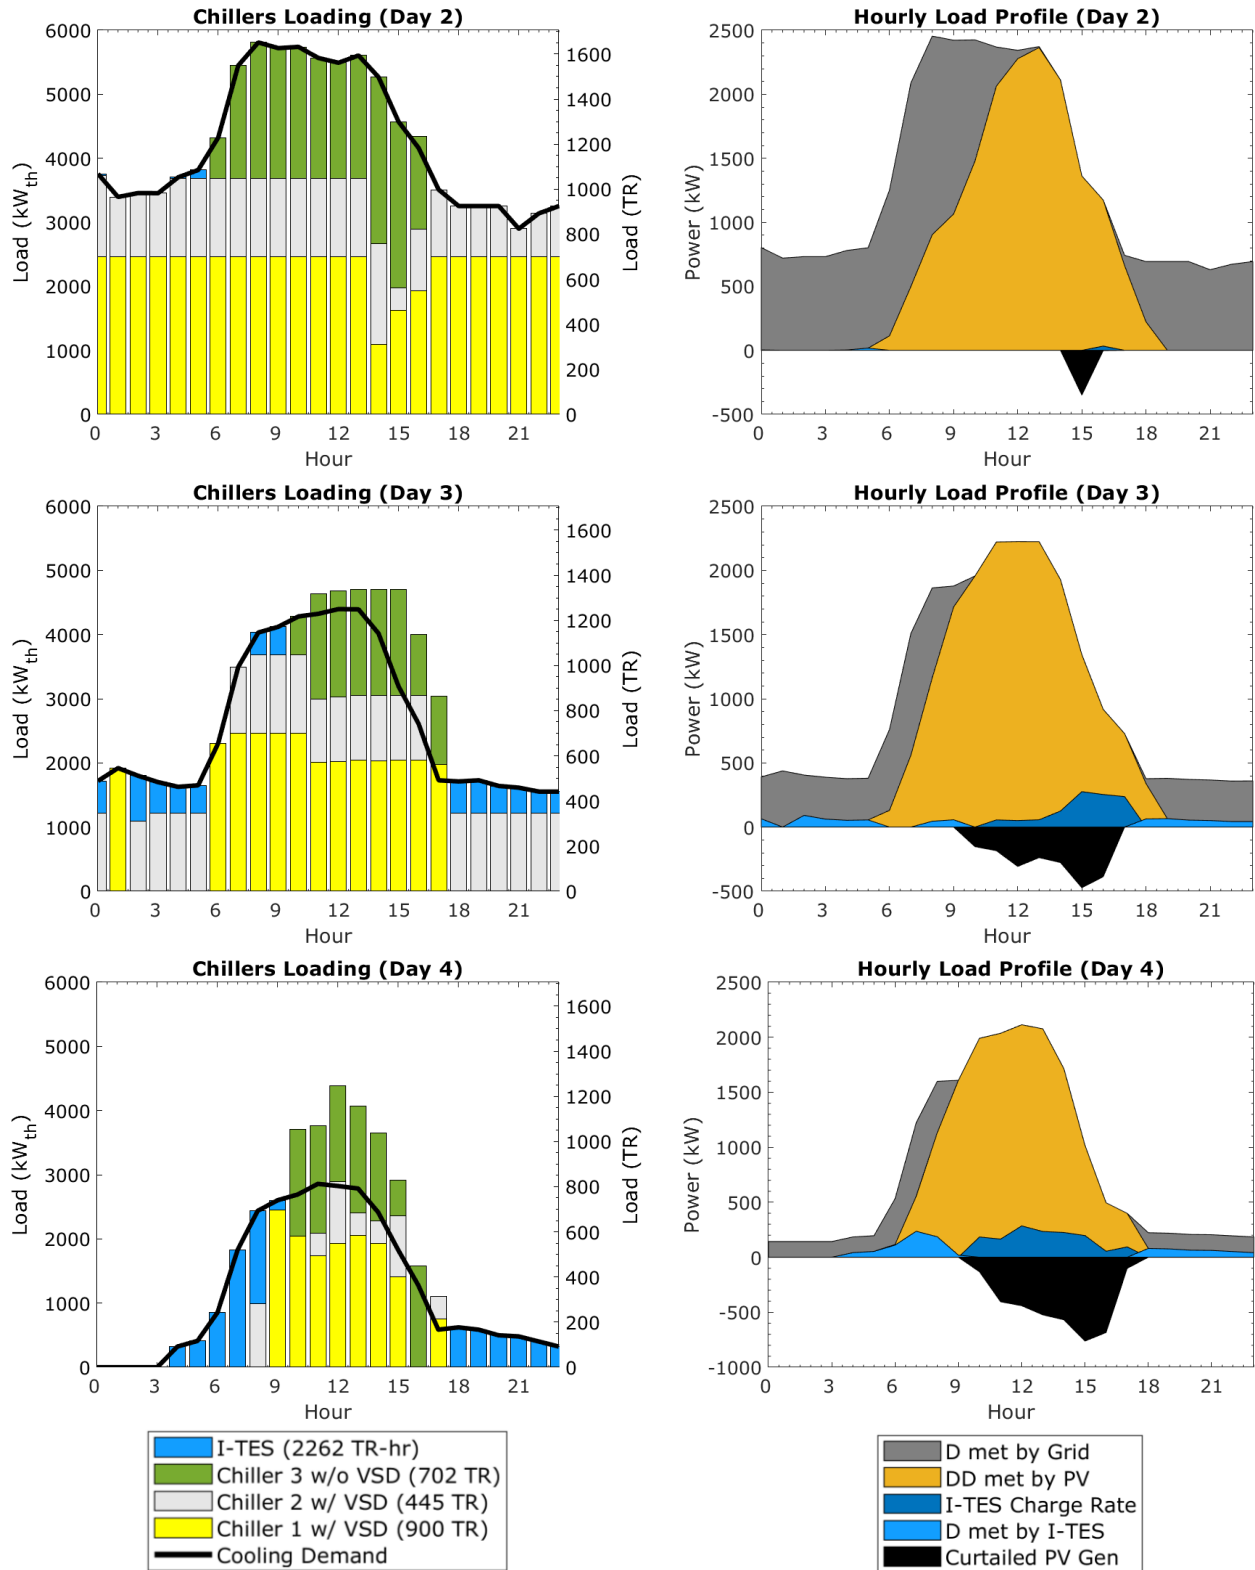 Chillers Loading (Day 2)
6000
5000
4000
3000
2000
1000
0
Load (kWth)
1600
1400
1200
1000
800
600
400
200
0
Load (TR)
0 3 6 9 12 15 18 21
Hour
Hourly Load Profile (Day 2)
2500
2000
1500
1000
500
0
-500
Power (kW)
0 3 6 9 12 15 18 21
Hour
Chillers Loading (Day 3)
6000
5000
4000
3000
2000
1000
0
Load (kWth)
1600
1400
1200
1000
800
600
400
200
0
Load (TR)
0 3 6 9 12 15 18 21
Hour
Hourly Load Profile (Day 3)
2500
2000
1500
1000
500
0
-500
Power (kW)
0 3 6 9 12 15 18 21
Hour
Chillers Loading (Day 4)
6000
5000
4000
3000
2000
1000
0
Load (kWth)
1600
1400
1200
1000
800
600
400
200
0
Load (TR)
0 3 6 9 12 15 18 21
Hour
Hourly Load Profile (Day 4)
2500
2000
1500
1000
500
0
-500
-1000
Power (kW)
0 3 6 9 12 15 18 21
Hour
I-TES (2262 TR-hr)
Chiller 3 w/o VSD (702 TR)
Chiller 2 w/ VSD (445 TR)
Chiller 1 w/ VSD (900 TR)
Cooling Demand
D met by Grid
DD met by PV
I-TES Charge Rate
D met by I-TES
Curtailed PV Gen